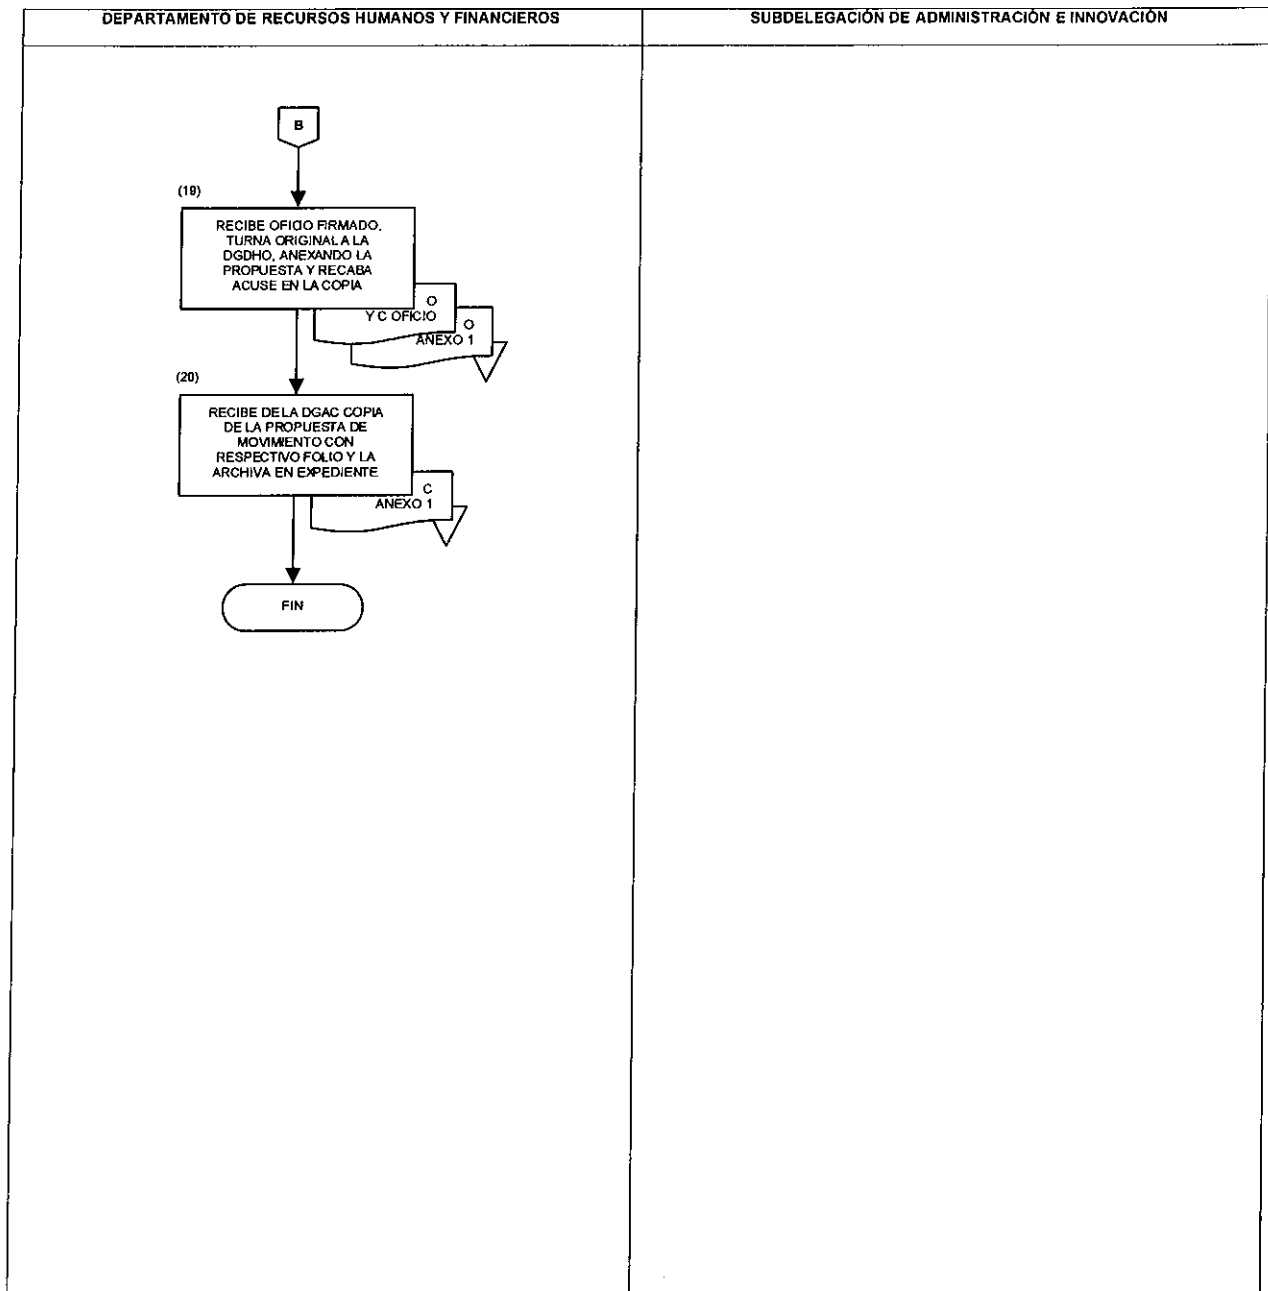 DEPARTAMENTO DE RECURSOS HUMANOS Y FINANCIEROS
SUBDELEGACIÓN DE ADMINISTRACIÓN E INNOVACIÓN
B
(19)
RECIBE OFICIO FIRMADO,
TURNA ORIGINAL A LA
DGDHO, ANEXANDO LA
PROPUESTA Y RECABA
ACUSE EN LA COPIA
O
Y C OFICIO
O
ANEXO 1
(20)
RECIBE DE LA DGAC COPIA
DE LA PROPUESTA DE
MOVIMIENTO CON
RESPECTIVO FOLIO Y LA
ARCHIVA EN EXPEDIENTE
C
ANEXO 1
FIN